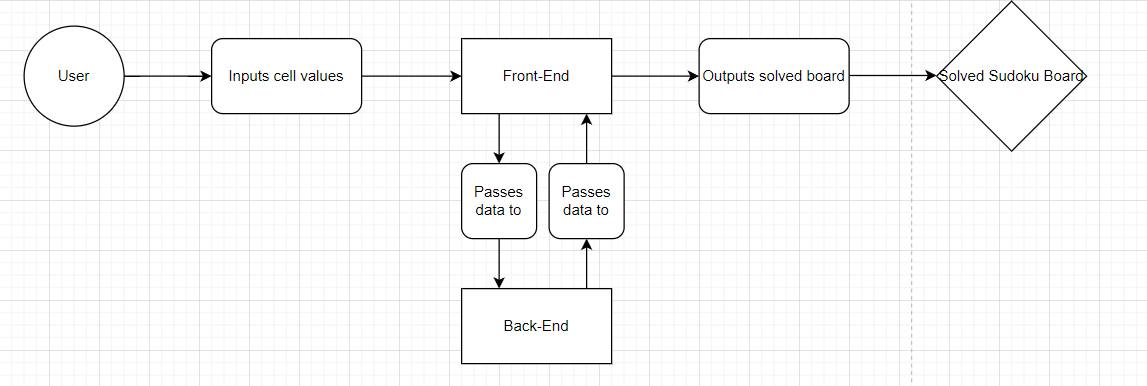 User
Inputs cell values
Front-End
Outputs solved board
Solved Sudoku Board
Passes
data to
Passes
data to
Back-End